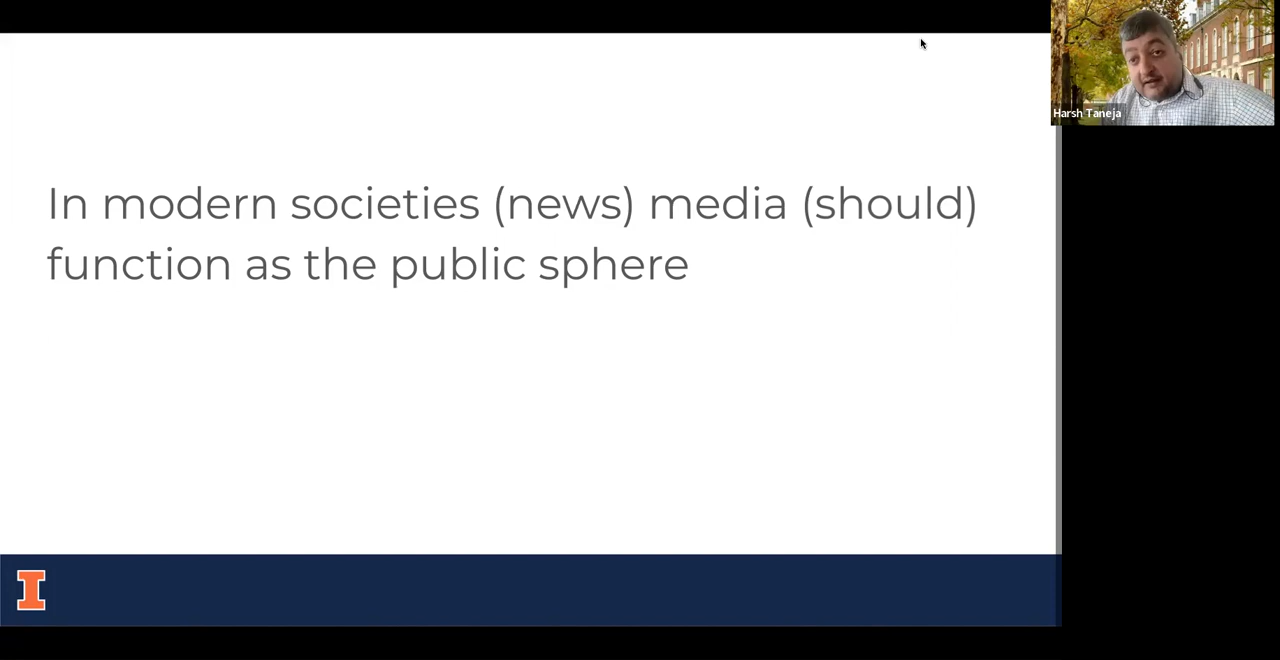 Harsh Taneja
In modern societies (news) media (should)
function as the public sphere
I